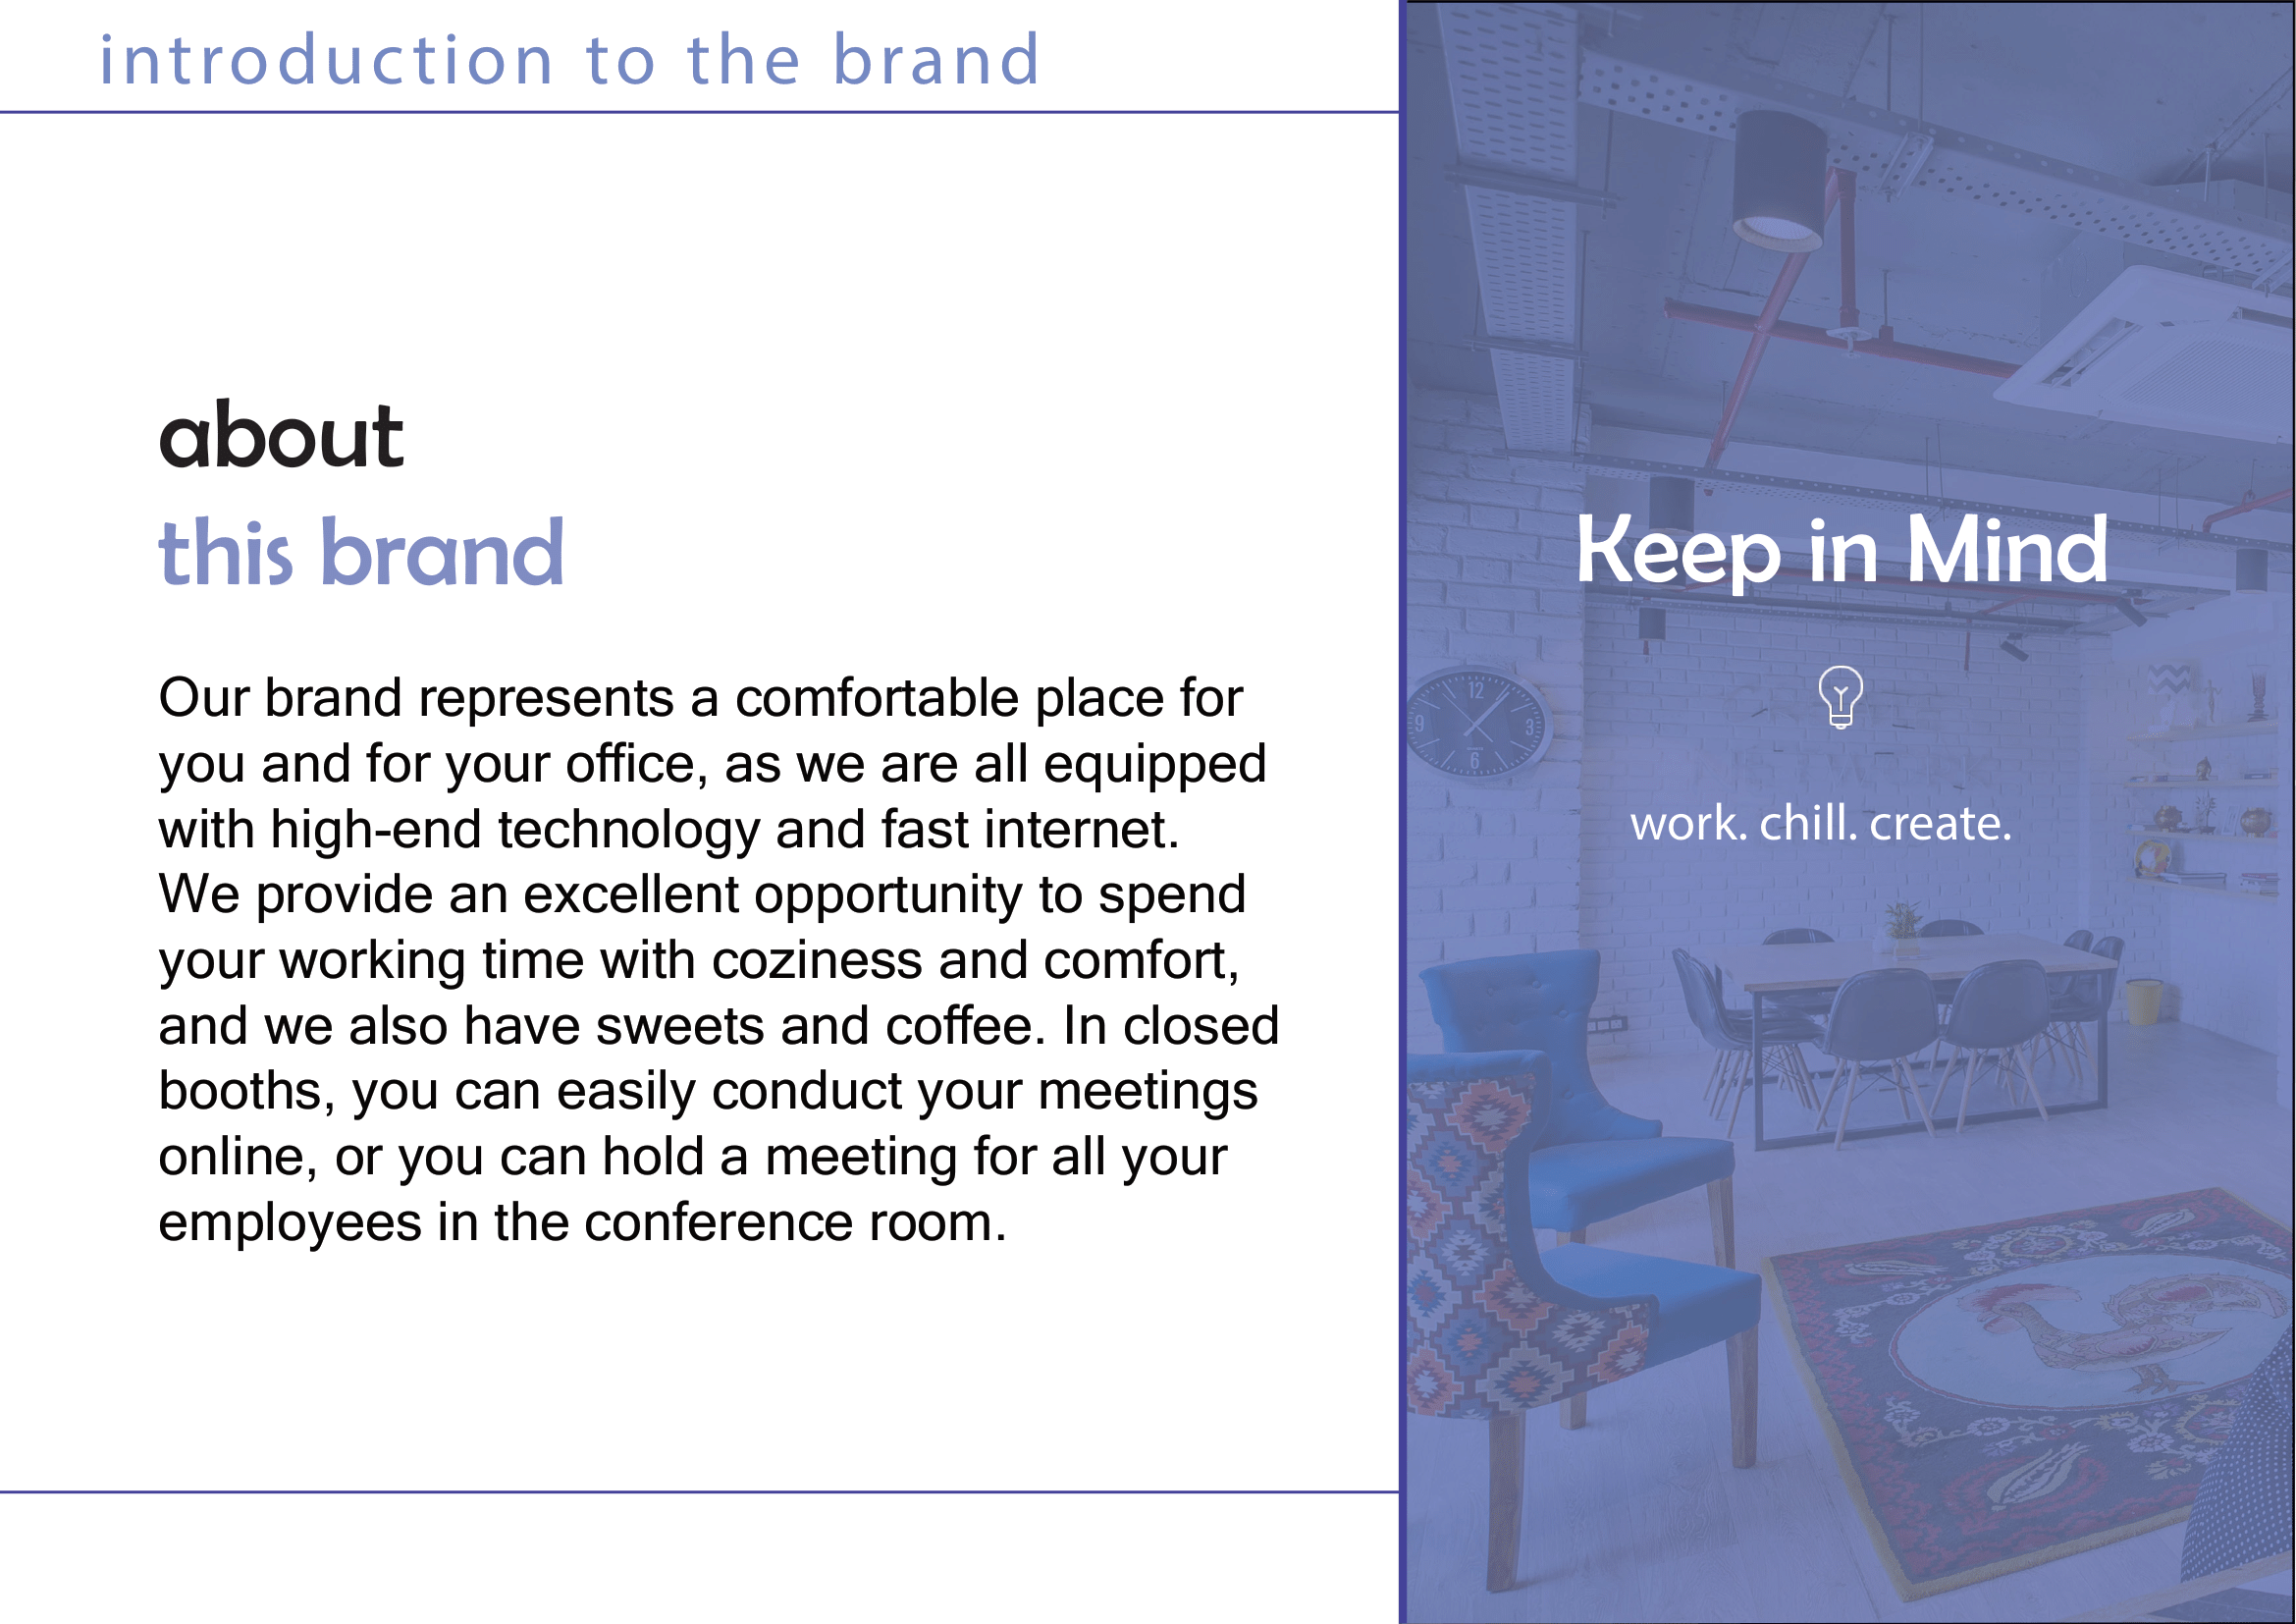 introduction to the brand
about
this brand
Our brand represents a comfortable place for
you and for your office, as we are all equipped
with high-end technology and fast internet.
We provide an excellent opportunity to spend
your working time with coziness and comfort,
and we also have sweets and coffee. In closed
booths, you can easily conduct your meetings
online, or you can hold a meeting for all your
employees in the conference room.
Keep in Mind
12
9 3
6
work. chill. create.